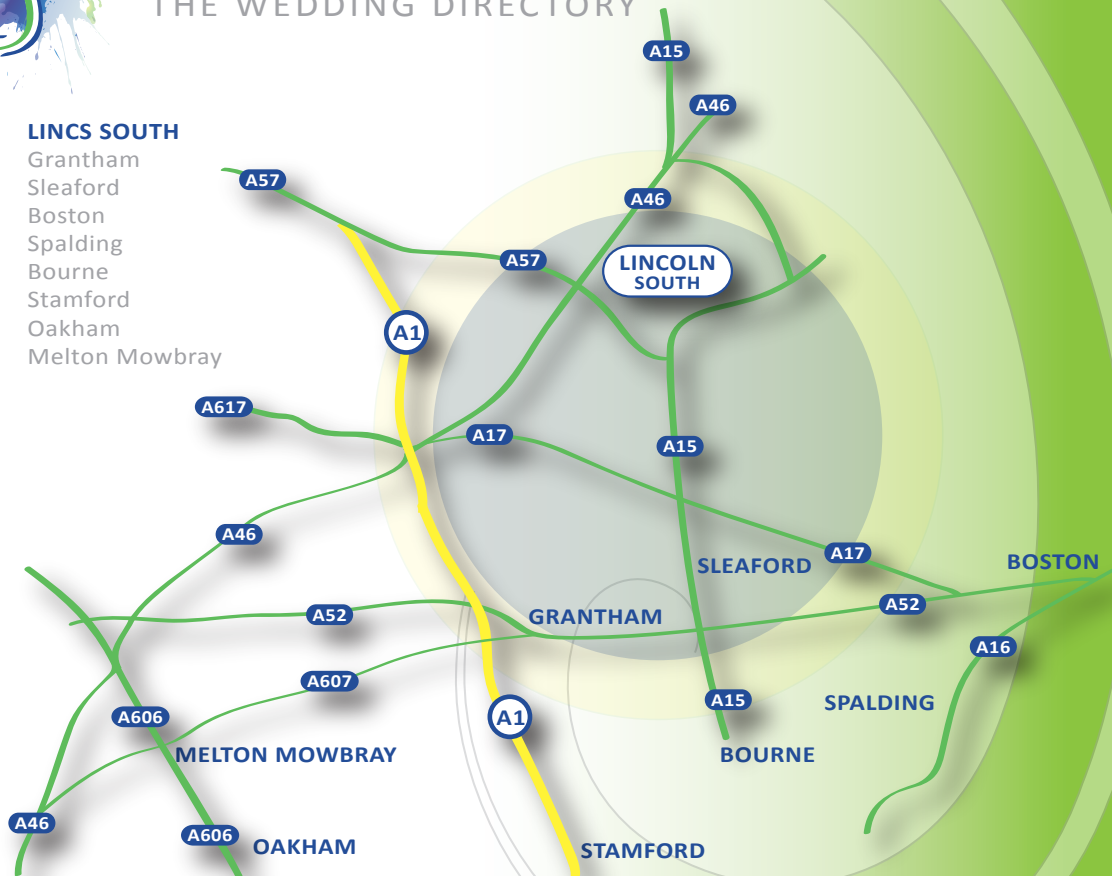 THE WEDDING DIRECTORY
LINCS SOUTH
Grantham
Sleaford
Boston
Spalding
Bourne
Stamford
Oakham
Melton Mowbray
A15
A46
A57
A46
A57
LINCOLN
SOUTH
A1
A617
A17
A15
A46
A17
SLEAFORD
BOSTON
A52
A52
GRANTHAM
A16
A607
A15
SPALDING
A606
A1
MELTON MOWBRAY
BOURNE
A46
A606
OAKHAM
STAMFORD